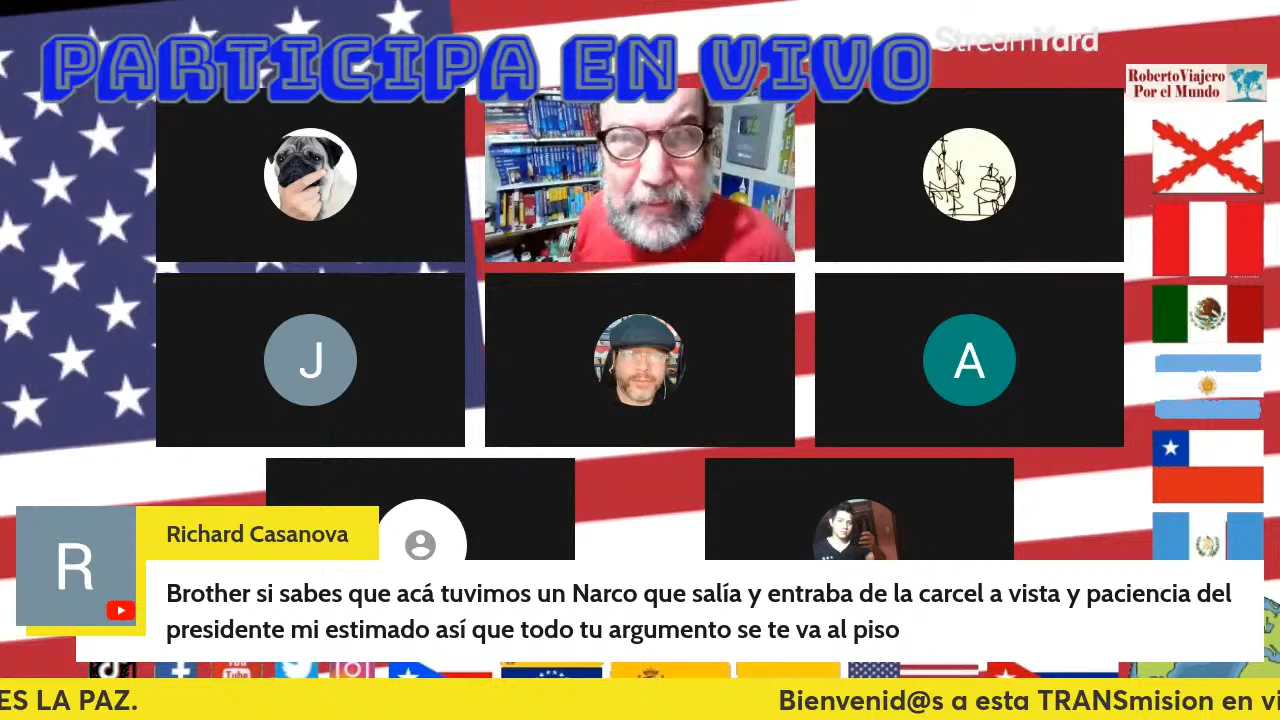 PARTICIPA EN VIVO
StreamYard
RobertoViajero
Por el Mundo
J
A
R
Richard Casanova
Brother si sabes que acá tuvimos un Narco que salía y entraba de la carcel a vista y paciencia del
presidente mi estimado así que todo tu argumento se te va al piso
ES LA PAZ.
Bienvenid@s a esta TRANSmision en vi